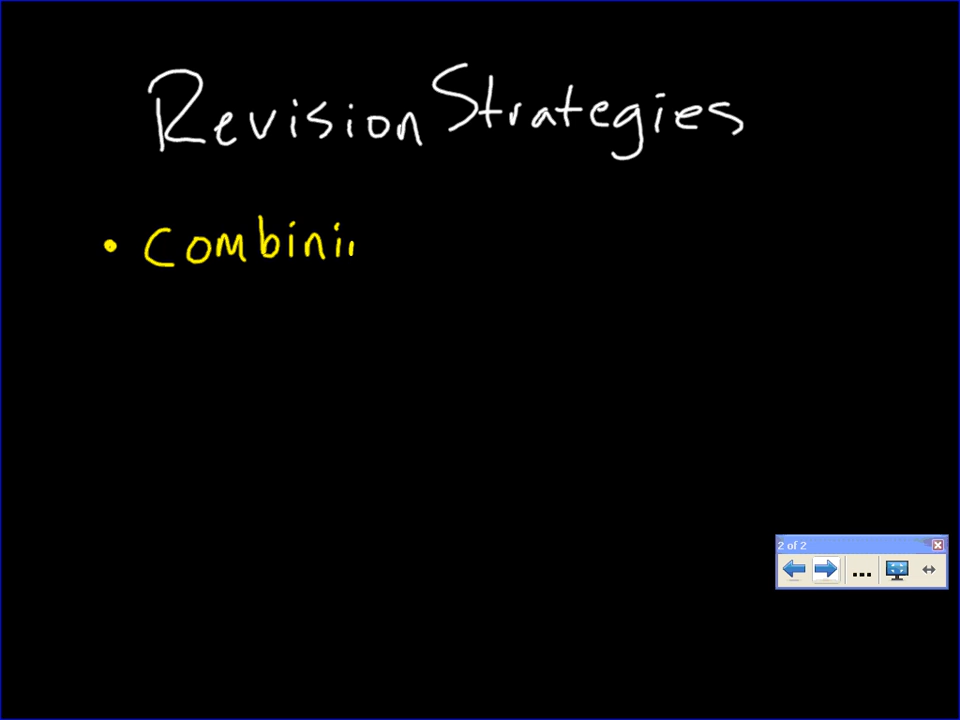 Revision Strategies
• Combini
2 of 2
...